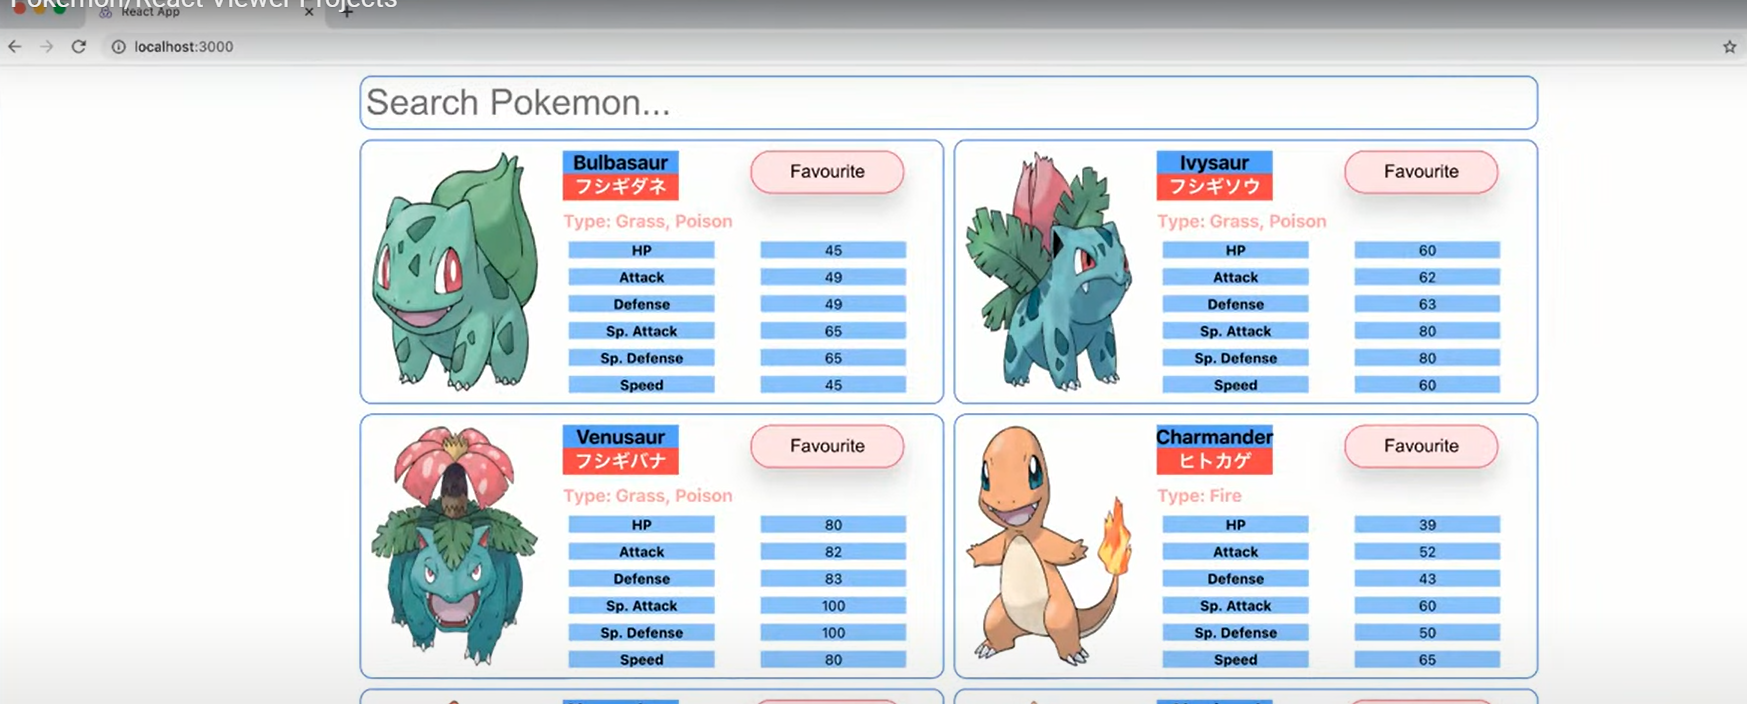 Pokemon/React Viewer Projects
React App
localhost:3000
Search Pokemon...
Bulbasaur
フシギダネ
Favourite
Type: Grass, Poison
HP 45
Attack 49
Defense 49
Sp. Attack 65
Sp. Defense 65
Speed 45
Ivysaur
フシギソウ
Favourite
Type: Grass, Poison
HP 60
Attack 62
Defense 63
Sp. Attack 80
Sp. Defense 80
Speed 60
Venusaur
フシギバナ
Favourite
Type: Grass, Poison
HP 80
Attack 82
Defense 83
Sp. Attack 100
Sp. Defense 100
Speed 80
Charmander
ヒトカゲ
Favourite
Type: Fire
HP 39
Attack 52
Defense 43
Sp. Attack 60
Sp. Defense 50
Speed 65